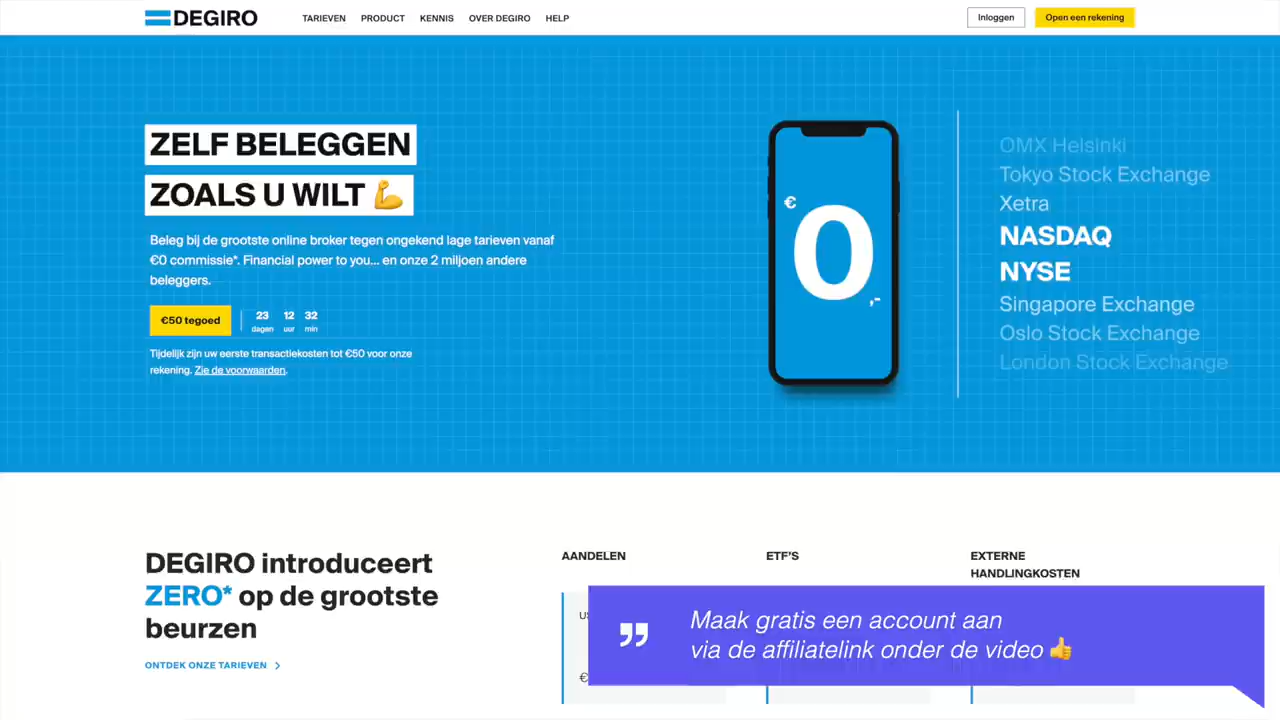 DEGIRO
TARIEVEN PRODUCT KENNIS OVER DEGIRO HELP
Inloggen
Open een rekening
ZELF BELEGGEN
ZOALS U WILT 💪
Beleg bij de grootste online broker tegen ongekend lage tarieven vanaf
€0 commissie*. Financial power to you... en onze 2 miljoen andere
beleggers.
€50 tegoed
23 12 32
dagen uur min
Tijdelijk zijn uw eerste transactiekosten tot €50 voor onze
rekening. Zie de voorwaarden.
€0,-
OMX Helsinki
Tokyo Stock Exchange
Xetra
NASDAQ
NYSE
Singapore Exchange
Oslo Stock Exchange
London Stock Exchange
DEGIRO introduceert
ZERO* op de grootste
beurzen
ONTDEK ONZE TARIEVEN
AANDELEN
ETF'S
EXTERNE
HANDLINGKOSTEN
€
Maak gratis een account aan
via de affiliatelink onder de video 👍